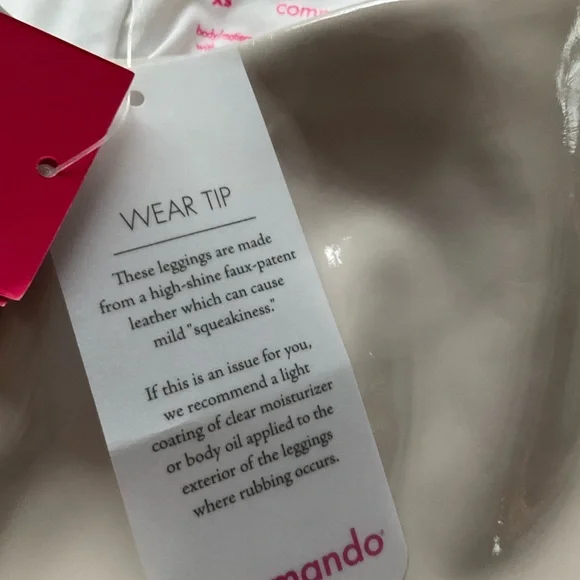 XS
WEAR TIP
These leggings are made
from a high-shine faux-patent
leather which can cause
mild "squeakiness."
If this is an issue for you,
we recommend a light
coating of clear moisturizer
or body oil applied to the
exterior of the leggings
where rubbing occurs.
mando